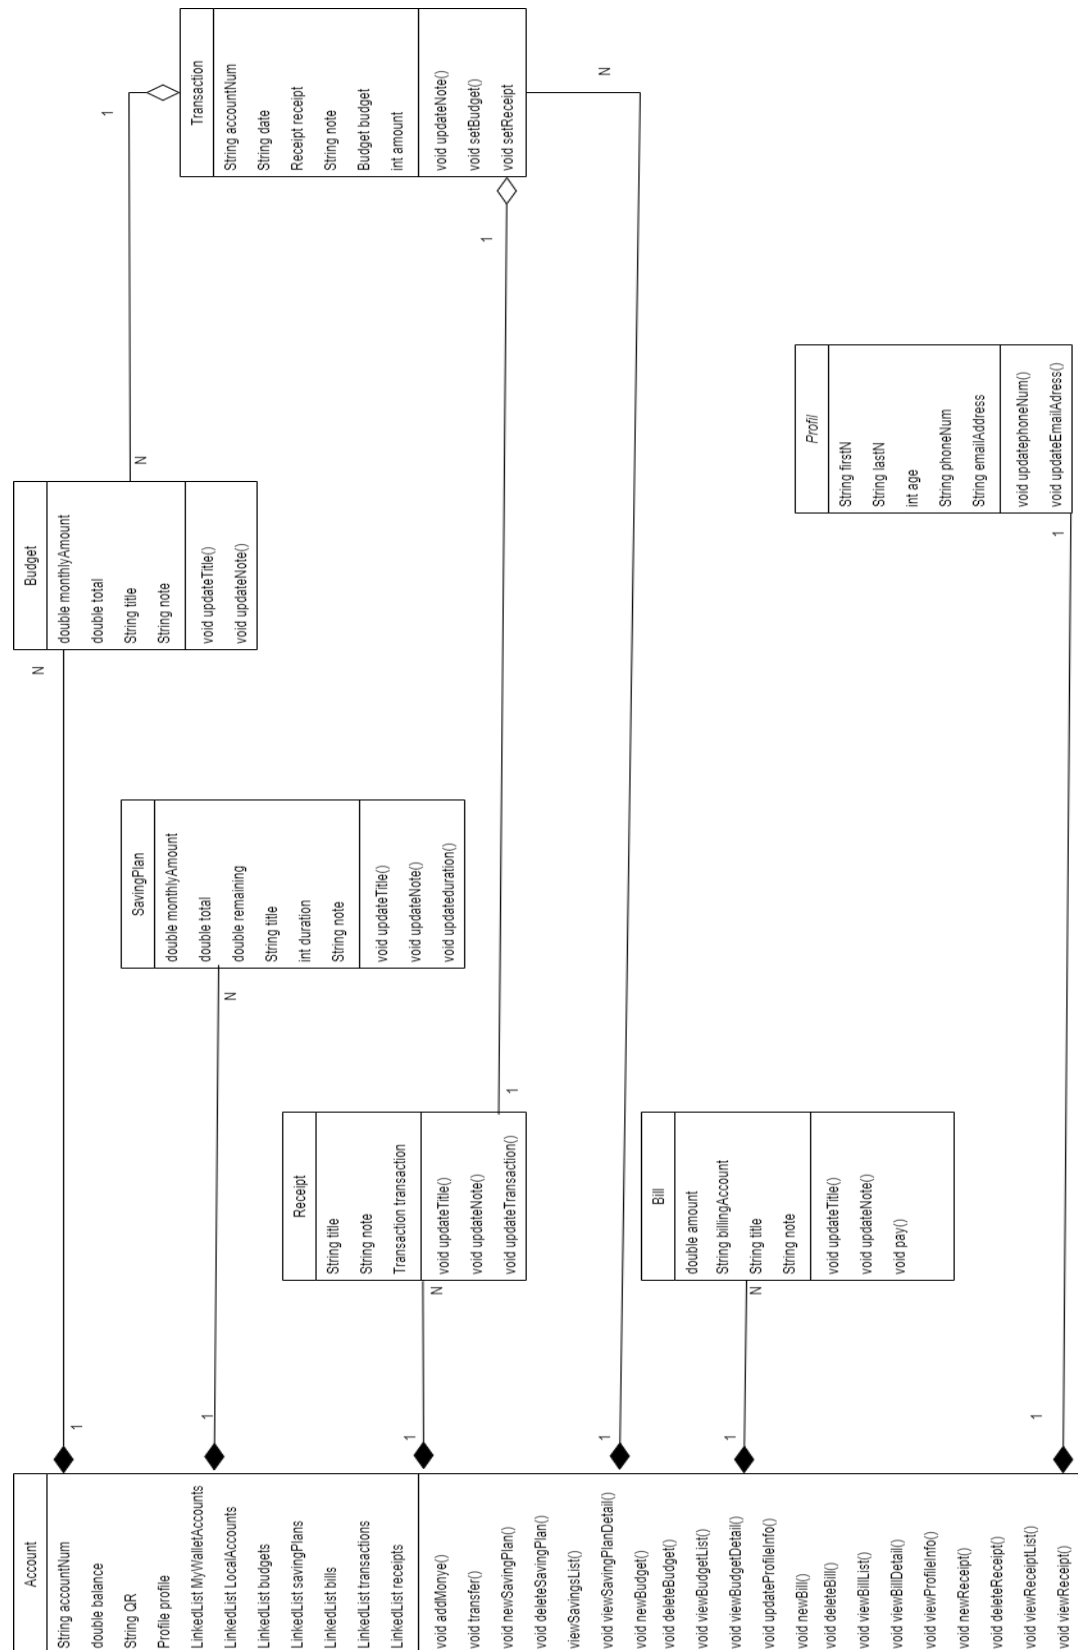 Account
String accountNum
double balance
String QR
Profile profile
LinkedList MyWalletAccounts
LinkedList LocalAccounts
LinkedList budgets
LinkedList savingPlans
LinkedList bills
LinkedList transactions
LinkedList receipts
void addMonye()
void transfer()
void newSavingPlan()
void deleteSavingPlan()
viewSavingsList()
void viewSavingPlanDetail()
void newBudget()
void deleteBudget()
void viewBudgetList()
void viewBudgetDetail()
void updateProfileInfo()
void newBill()
void deleteBill()
void viewBillList()
void viewBillDetail()
void viewProfileInfo()
void newReceipt()
void deleteReceipt()
void viewReceiptList()
void viewReceipt()
1
1
1
1
1
1
Receipt
String title
String note
Transaction transaction
void updateTitle()
void updateNote()
void updateTransaction()
N
1
Bill
double amount
String billingAccount
String title
String note
void updateTitle()
void updateNote()
void pay()
N
SavingPlan
double monthlyAmount
double total
double remaining
String title
int duration
String note
void updateTitle()
void updateNote()
void updateduration()
N
Budget
double monthlyAmount
double total
String title
String note
void updateTitle()
void updateNote()
N
N
Profil
String firstN
String lastN
int age
String phoneNum
String emailAddress
void updatephoneNum()
void updateEmailAdress()
1
Transaction
String accountNum
String date
Receipt receipt
String note
Budget budget
int amount
void updateNote()
void setBudget()
void setReceipt
1
1
N